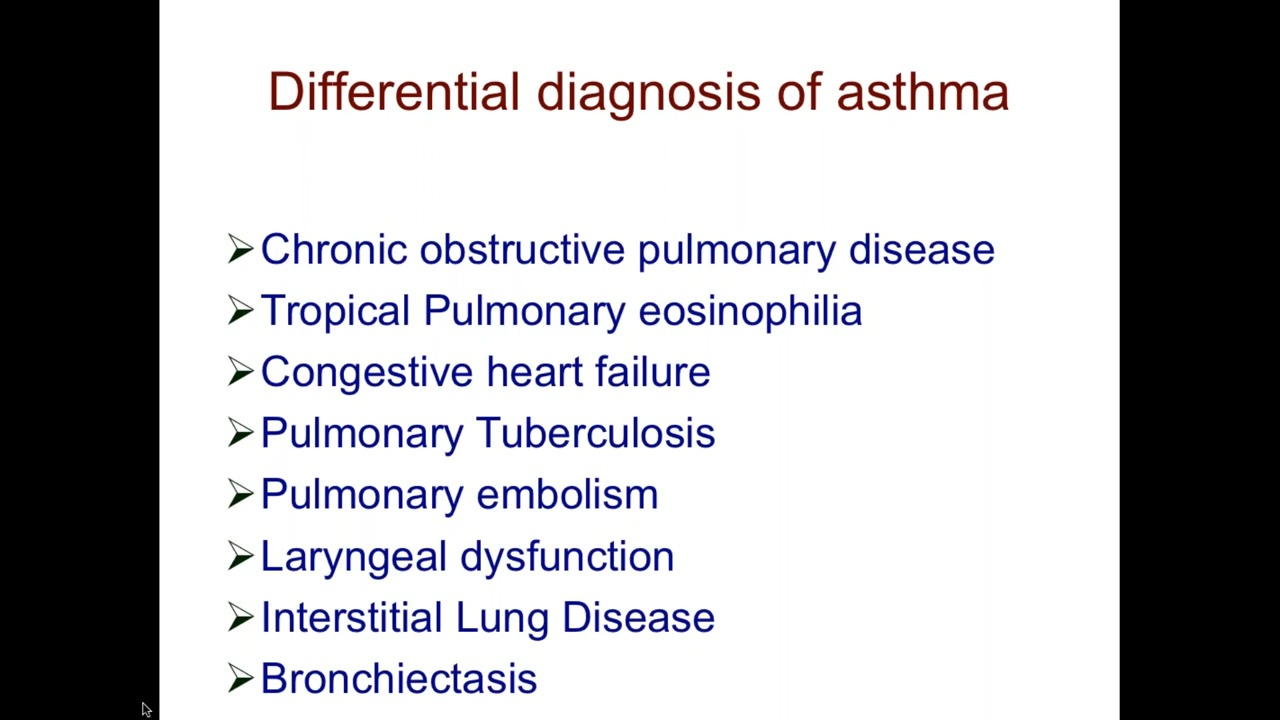 Differential diagnosis of asthma
➢Chronic obstructive pulmonary disease
➢Tropical Pulmonary eosinophilia
➢Congestive heart failure
➢Pulmonary Tuberculosis
➢Pulmonary embolism
➢Laryngeal dysfunction
➢Interstitial Lung Disease
➢Bronchiectasis